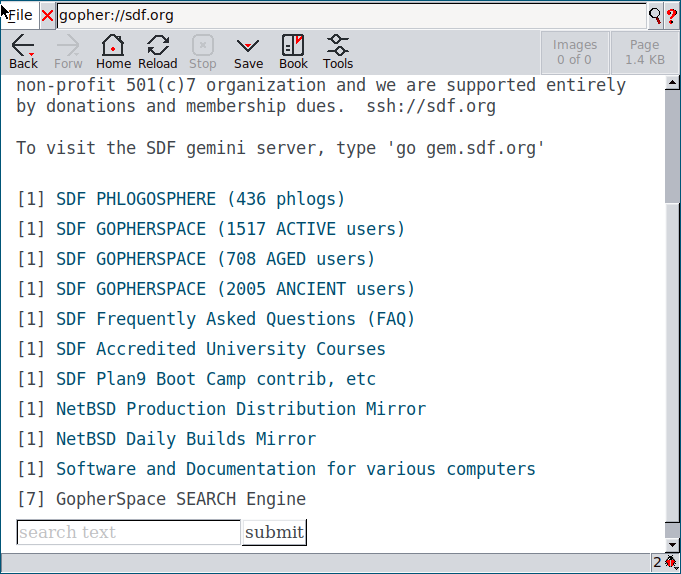 File gopher://sdf.org
Back Forw Home Reload Stop Save Book Tools
Images
0 of 0
Page
1.4 KB
non-profit 501(c)7 organization and we are supported entirely
by donations and membership dues.  ssh://sdf.org
To visit the SDF gemini server, type 'go gem.sdf.org'
[1] SDF PHLOGOSPHERE (436 phlogs)
[1] SDF GOPHERSPACE (1517 ACTIVE users)
[1] SDF GOPHERSPACE (708 AGED users)
[1] SDF GOPHERSPACE (2005 ANCIENT users)
[1] SDF Frequently Asked Questions (FAQ)
[1] SDF Accredited University Courses
[1] SDF Plan9 Boot Camp contrib, etc
[1] NetBSD Production Distribution Mirror
[1] NetBSD Daily Builds Mirror
[1] Software and Documentation for various computers
[7] GopherSpace SEARCH Engine
search text submit
2